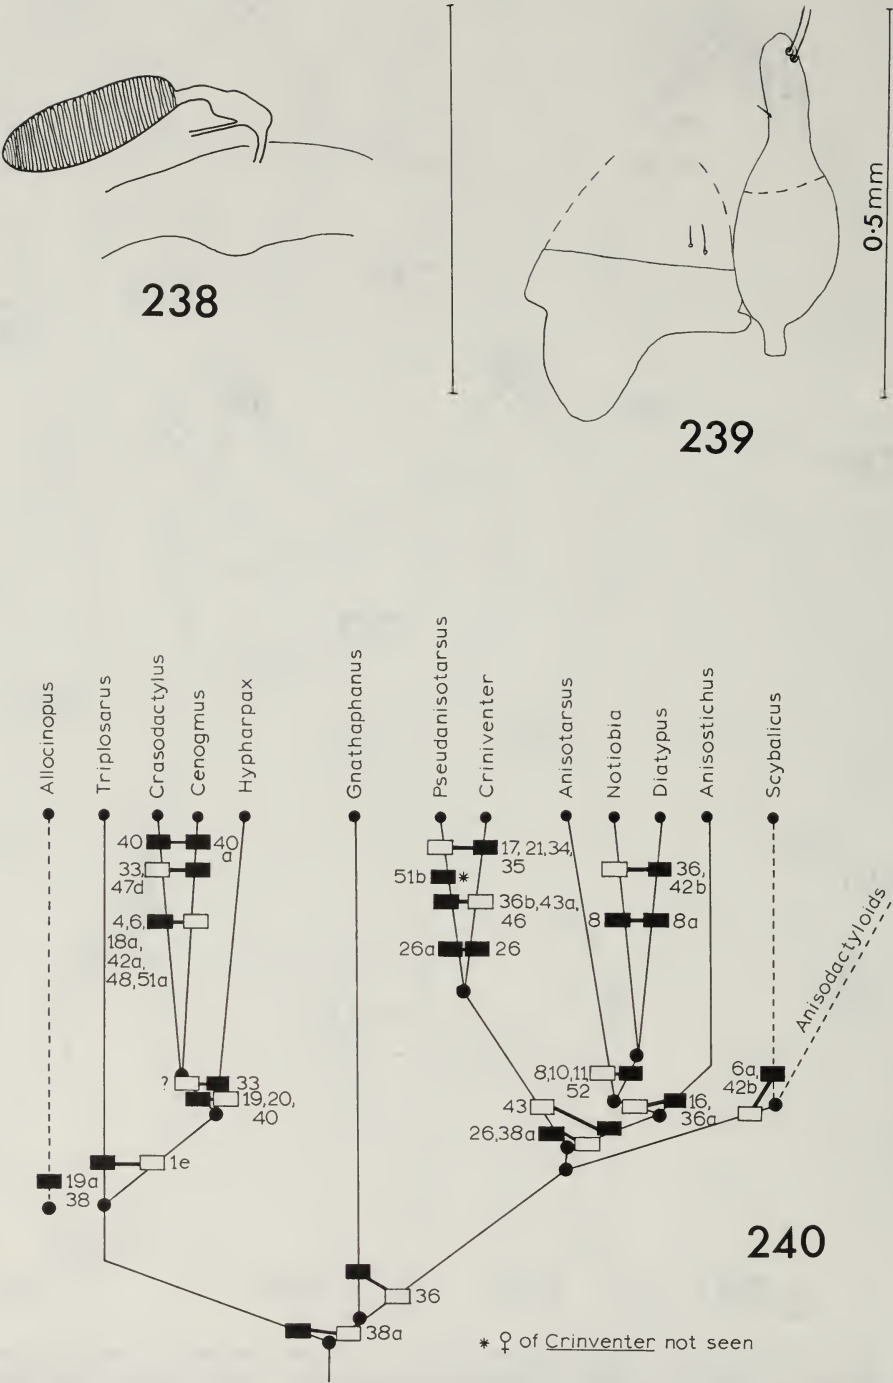 238
0·5mm
239
Allocinopus
Triplosarus
Crasodactylus
Cenogmus
Hypharpax
Gnathaphanus
Pseudanisotarsus
Criniventer
Anisotarsus
Notiobia
Diatypus
Anisostichus
Scybalicus
Anisodactyloids
40
40
a
33,
47d
4,6,
18a,
42a,
48,51a
? 33
19,20,
40
1e
19a
38
17,21,34,
35
51b *
36b,43a,
46
26a 26
36,
42b
8 8a
8,10,11,
52
16,
36a
6a,
42b
43
26,38a
36
38a
240
* ♀ of Crinventer not seen